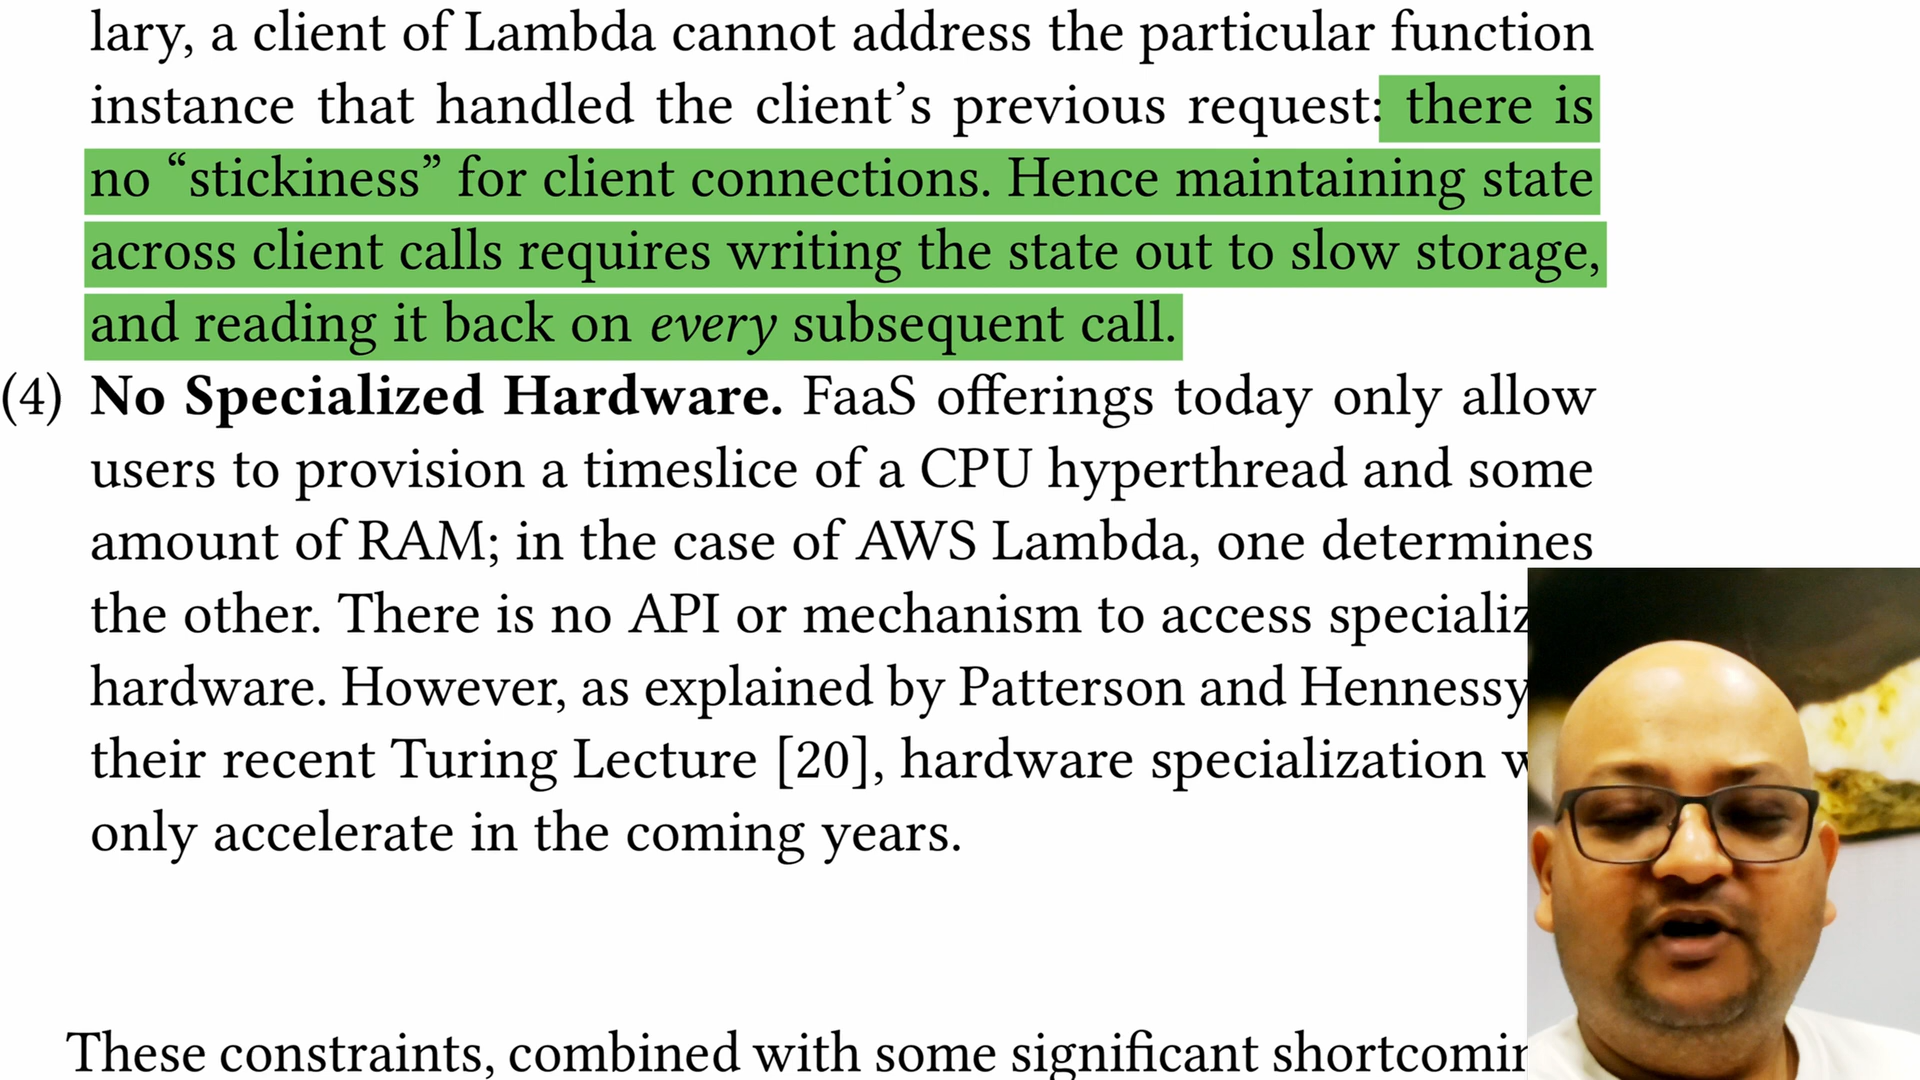 lary, a client of Lambda cannot address the particular function
instance that handled the client’s previous request: there is
no “stickiness” for client connections. Hence maintaining state
across client calls requires writing the state out to slow storage,
and reading it back on every subsequent call.
(4) No Specialized Hardware. FaaS offerings today only allow
users to provision a timeslice of a CPU hyperthread and some
amount of RAM; in the case of AWS Lambda, one determines
the other. There is no API or mechanism to access specializ
hardware. However, as explained by Patterson and Hennessy
their recent Turing Lecture [20], hardware specialization
only accelerate in the coming years.
These constraints, combined with some significant shortcomin